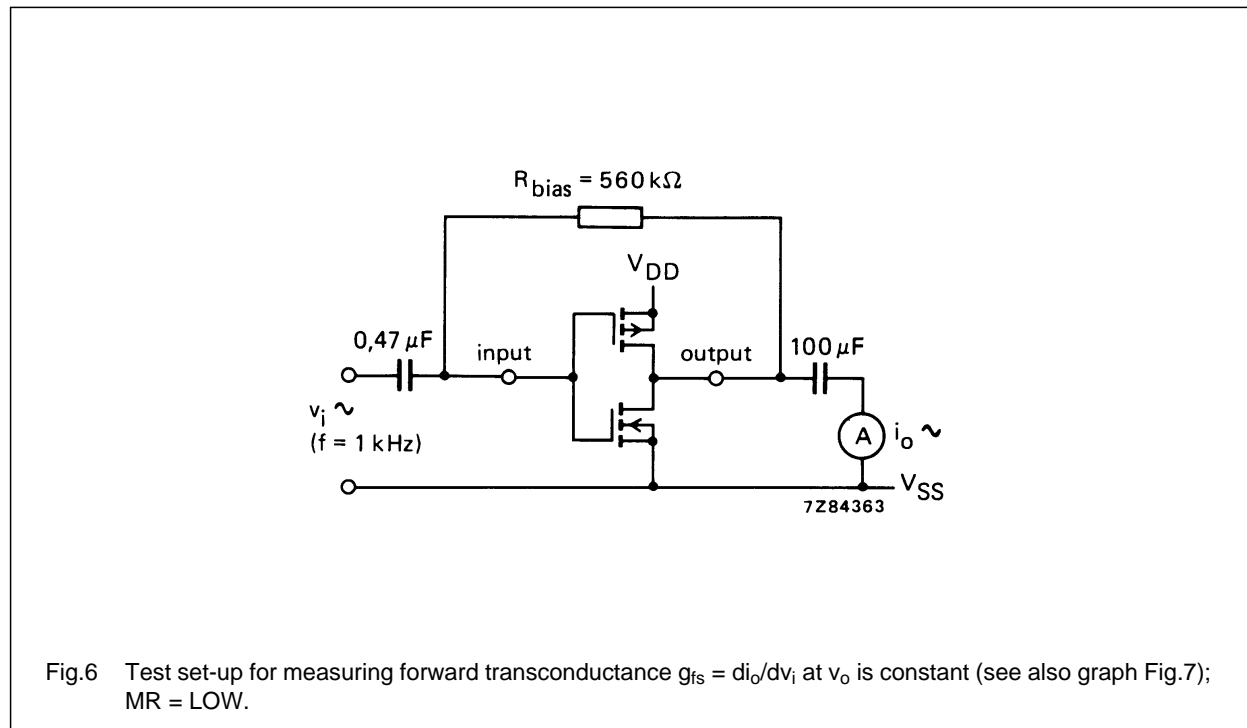 R_bias = 560 kΩ
V_DD
0,47 µF
input
output
100 µF
v_i ~
(f = 1 kHz)
A
i_o ~
V_SS
7Z84363
Fig.6 Test set-up for measuring forward transconductance g_fs = di_o/dv_i at v_o is constant (see also graph Fig.7);
MR = LOW.